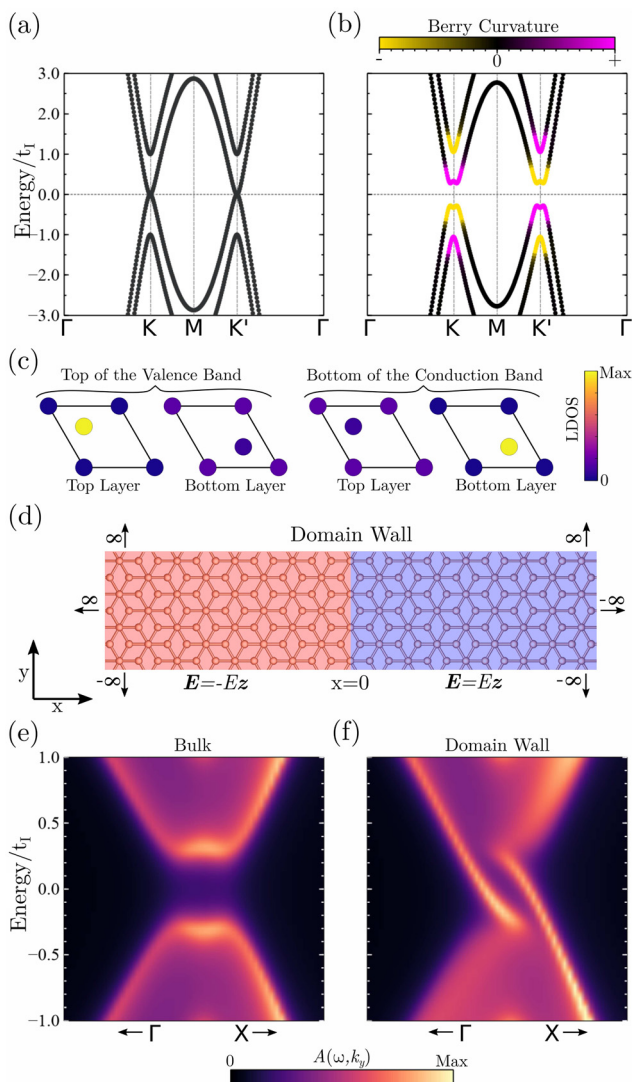 (a)
(b)
Berry Curvature
- 0 +
Energy/t_I
3.0
2.0
1.0
0.0
−1.0
−2.0
−3.0
Γ K M K' Γ
Γ K M K' Γ
(c)
Top of the Valence Band
Bottom of the Conduction Band
Top Layer
Bottom Layer
Top Layer
Bottom Layer
Max
LDOS
0
(d)
Domain Wall
∞
∞
∞
-∞
-∞
-∞
y
x
E=-Ez
x=0
E=Ez
(e)
Bulk
(f)
Domain Wall
Energy/t_I
1.0
0.5
0.0
−0.5
−1.0
← Γ X →
← Γ X →
0 A(ω,k_y) Max